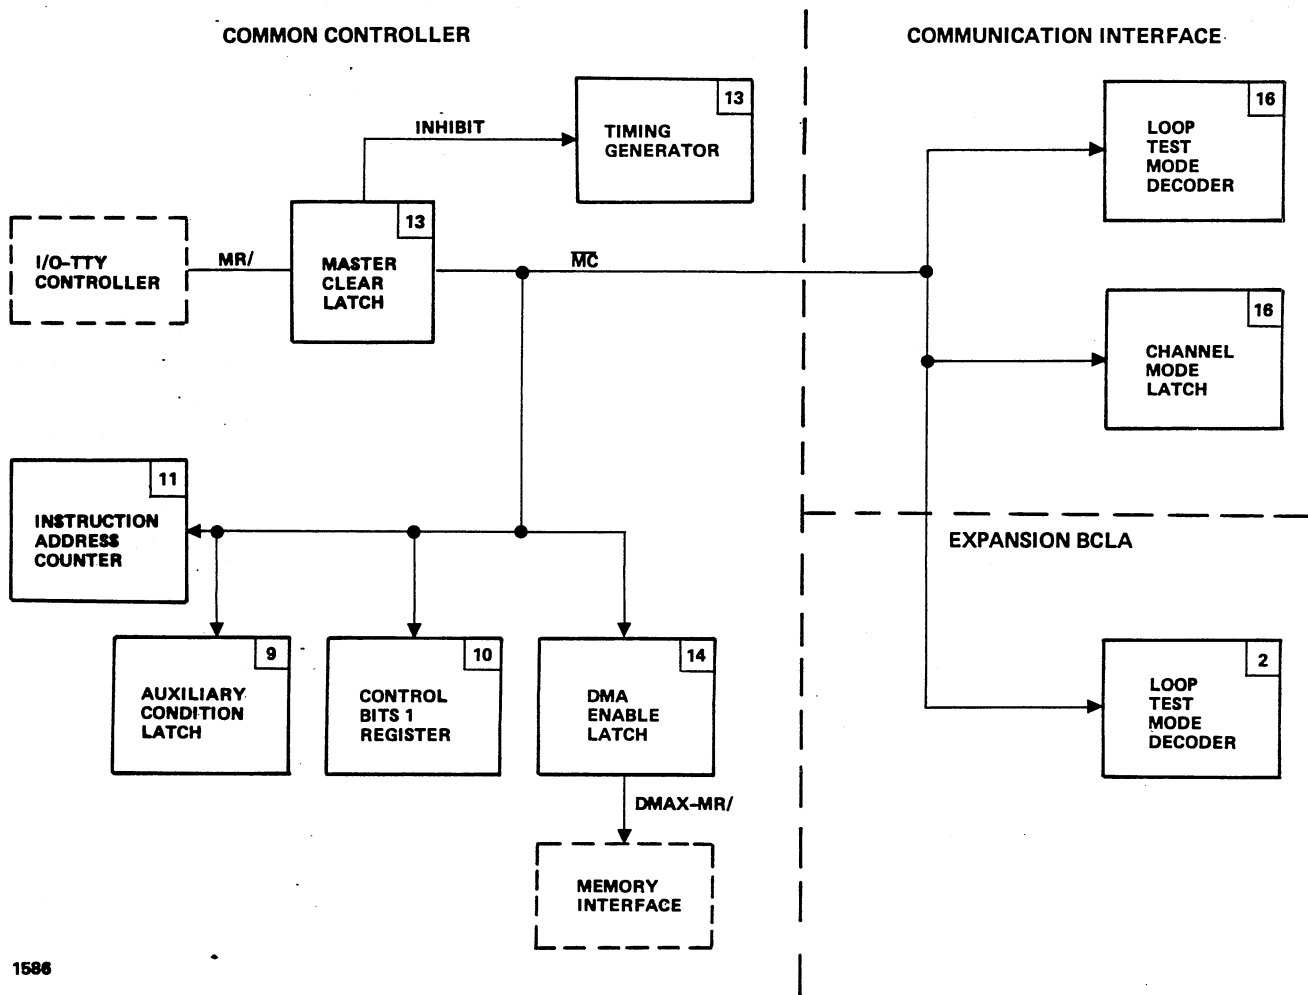 COMMON CONTROLLER
COMMUNICATION INTERFACE
13
TIMING
GENERATOR
INHIBIT
16
LOOP
TEST
MODE
DECODER
I/O-TTY
CONTROLLER
MR/
13
MASTER
CLEAR
LATCH
M̅C̅
16
CHANNEL
MODE
LATCH
11
INSTRUCTION
ADDRESS
COUNTER
EXPANSION BCLA
9
AUXILIARY
CONDITION
LATCH
10
CONTROL
BITS 1
REGISTER
14
DMA
ENABLE
LATCH
2
LOOP
TEST
MODE
DECODER
DMAX-MR/
MEMORY
INTERFACE
1586